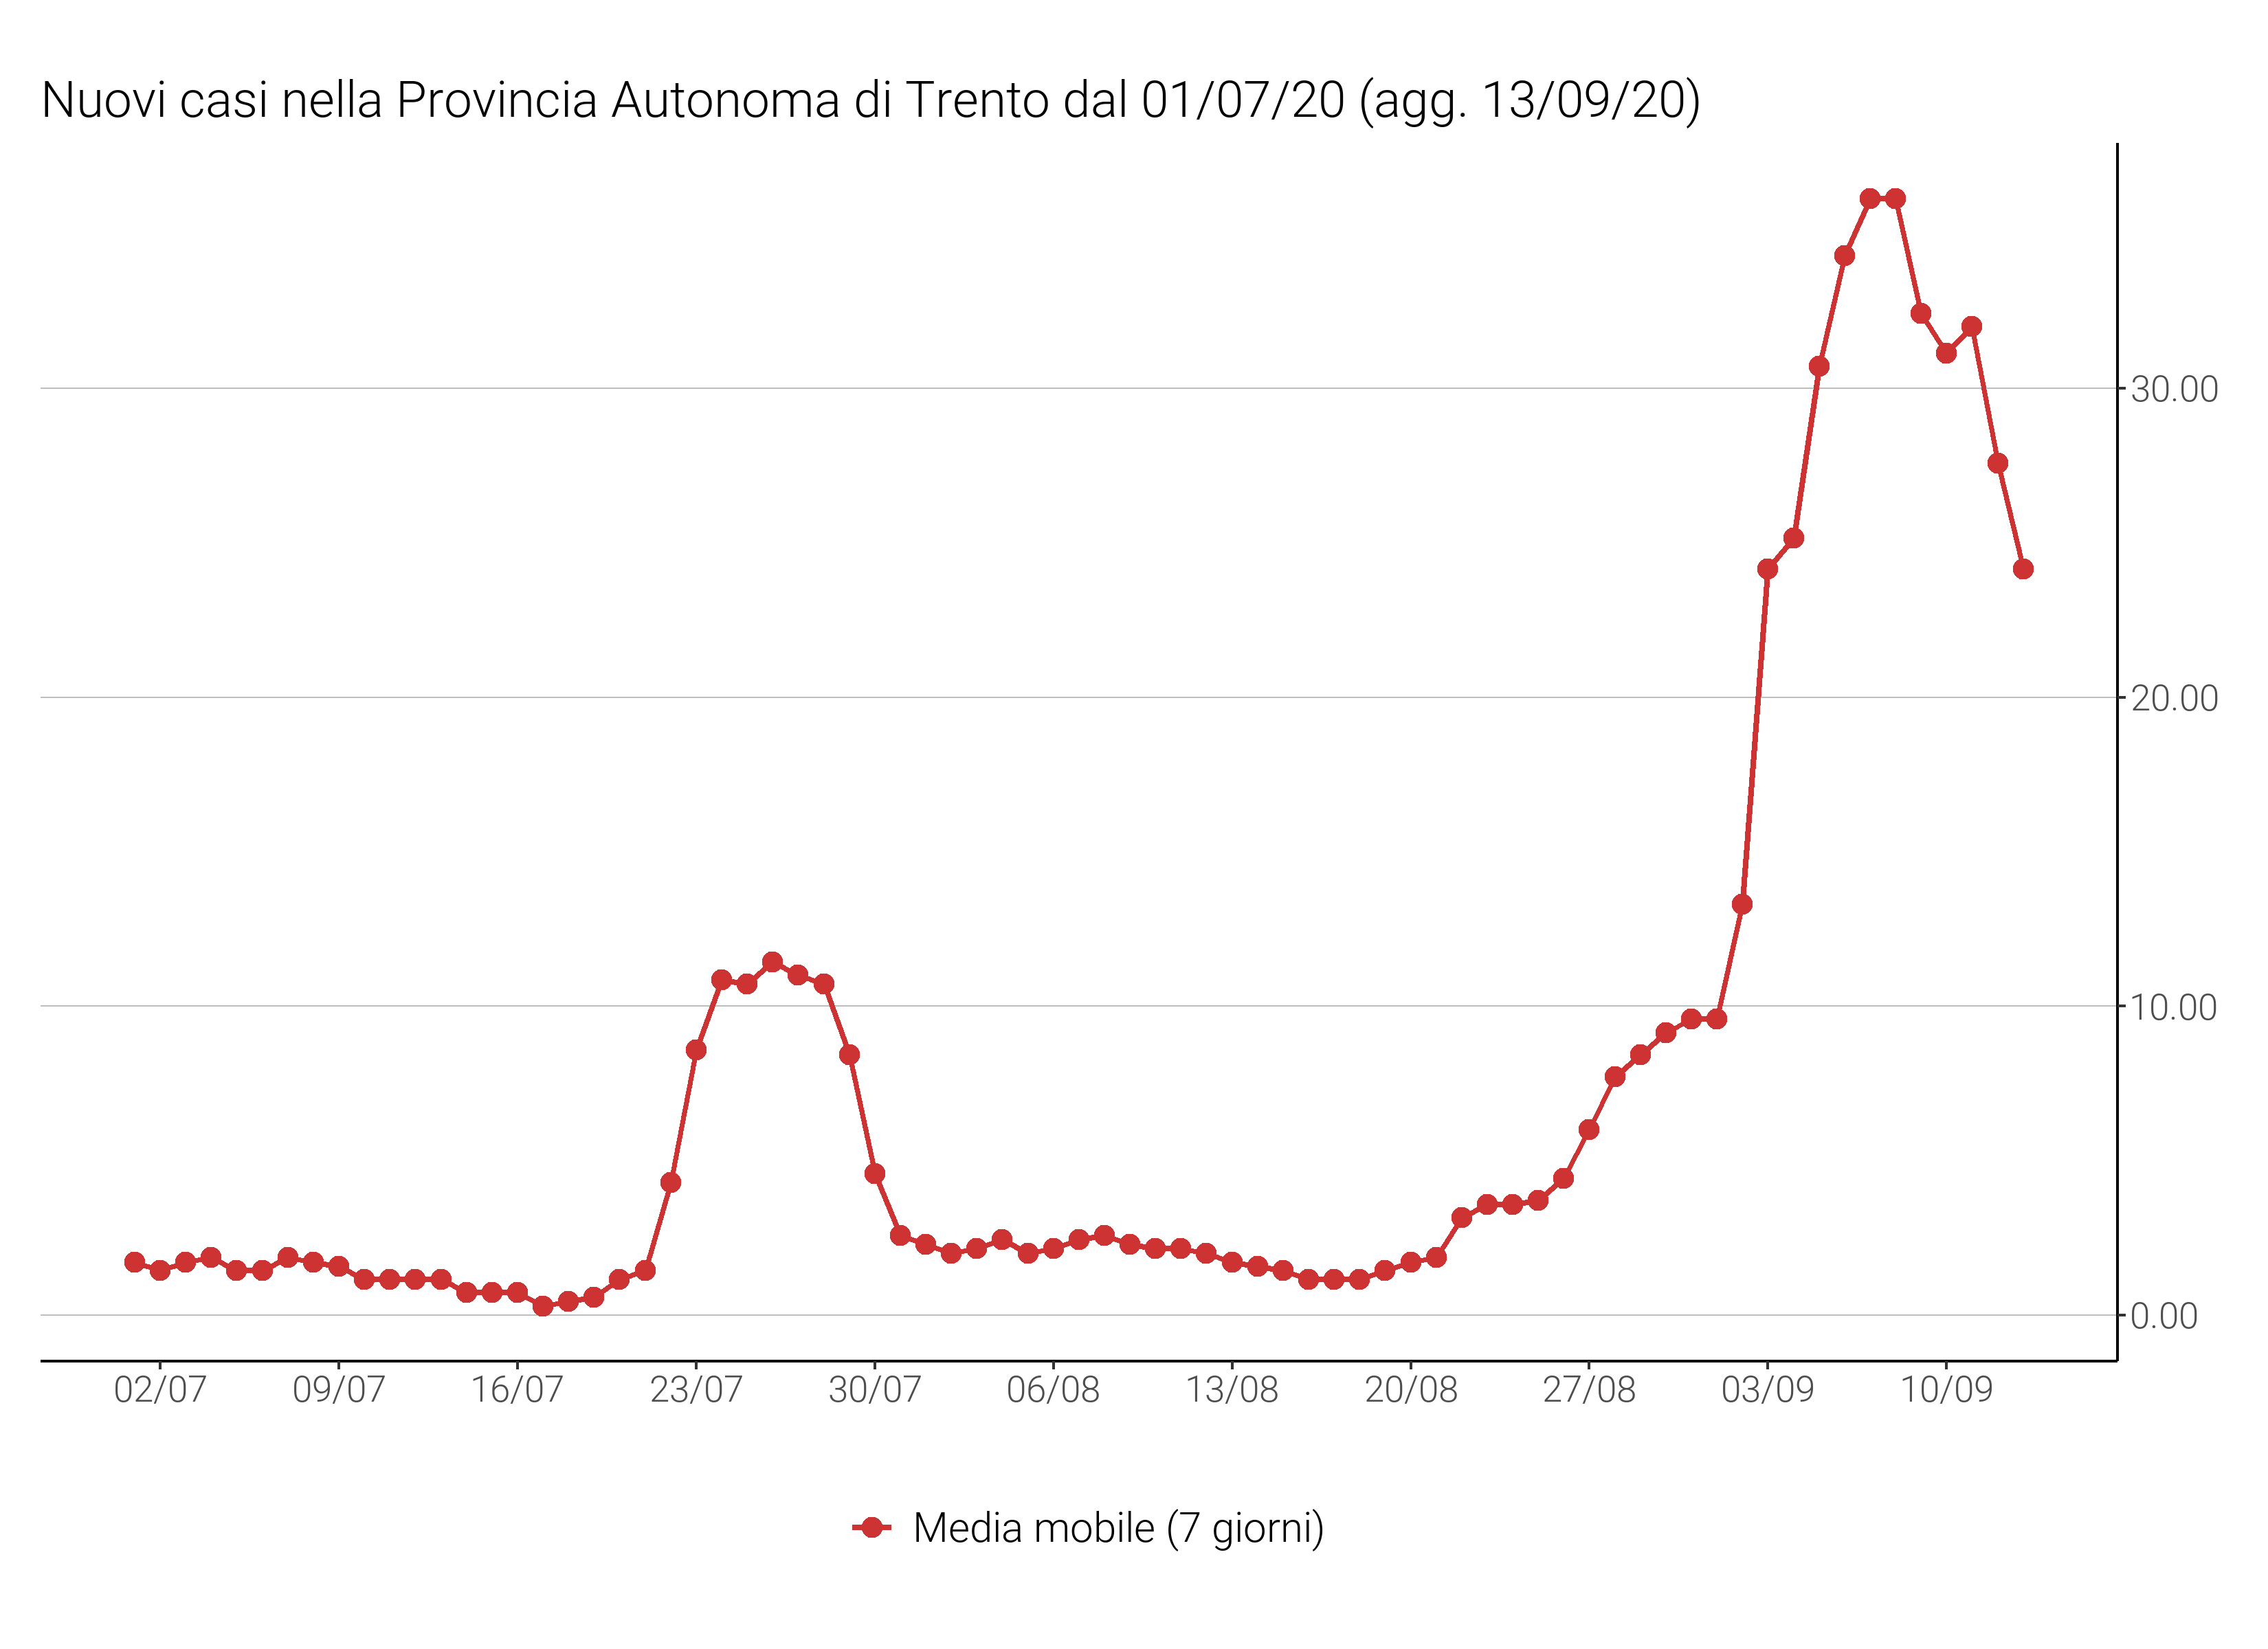 Nuovi casi nella Provincia Autonoma di Trento dal 01/07/20 (agg. 13/09/20)
30.00
20.00
10.00
0.00
02/07 09/07 16/07 23/07 30/07 06/08 13/08 20/08 27/08 03/09 10/09
Media mobile (7 giorni)